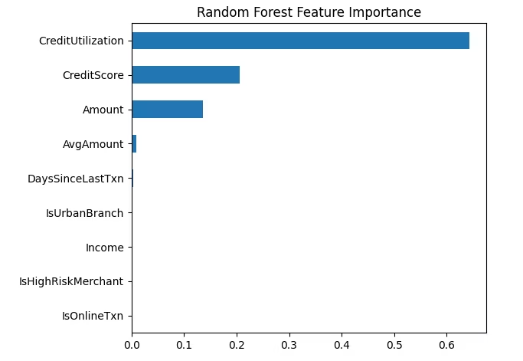 Random Forest Feature Importance
CreditUtilization
CreditScore
Amount
AvgAmount
DaysSinceLastTxn
IsUrbanBranch
Income
IsHighRiskMerchant
IsOnlineTxn
0.0 0.1 0.2 0.3 0.4 0.5 0.6